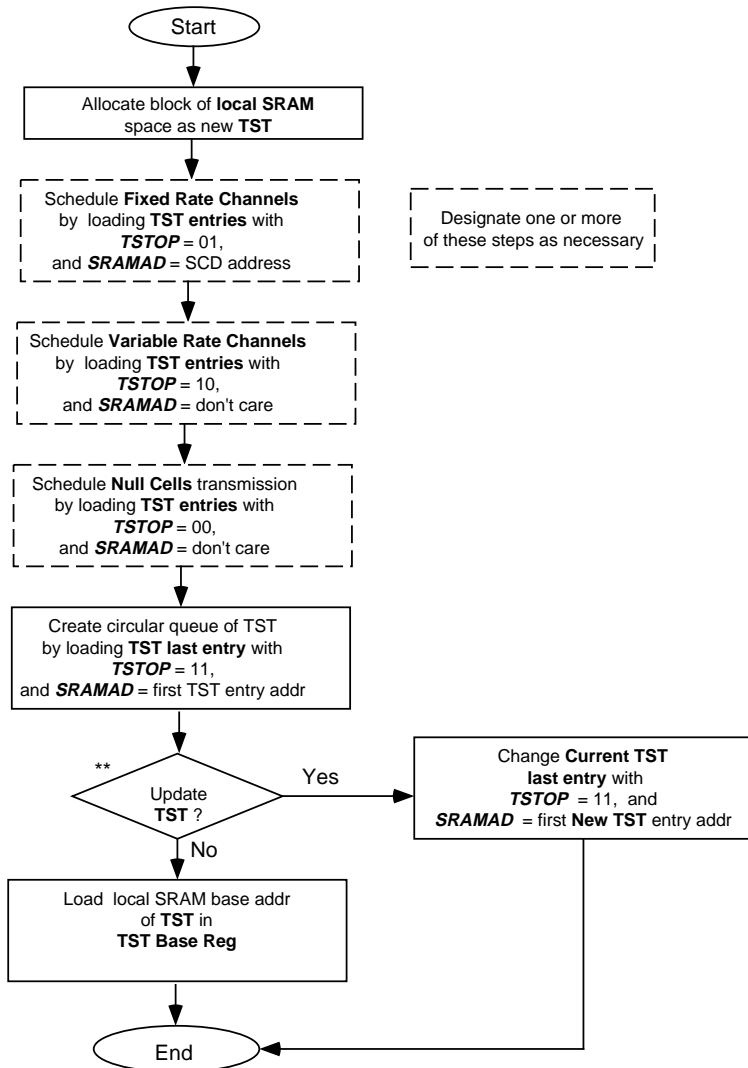 Start
Allocate block of local SRAM
space as new TST
Schedule Fixed Rate Channels
by loading TST entries with
TSTOP = 01,
and SRAMAD = SCD address
Designate one or more
of these steps as necessary
Schedule Variable Rate Channels
by loading TST entries with
TSTOP = 10,
and SRAMAD = don't care
Schedule Null Cells transmission
by loading TST entries with
TSTOP = 00,
and SRAMAD = don't care
Create circular queue of TST
by loading TST last entry with
TSTOP = 11,
and SRAMAD = first TST entry addr
**
Update
TST ?
Yes
Change Current TST
last entry with
TSTOP = 11, and
SRAMAD = first New TST entry addr
No
Load local SRAM base addr
of TST in
TST Base Reg
End